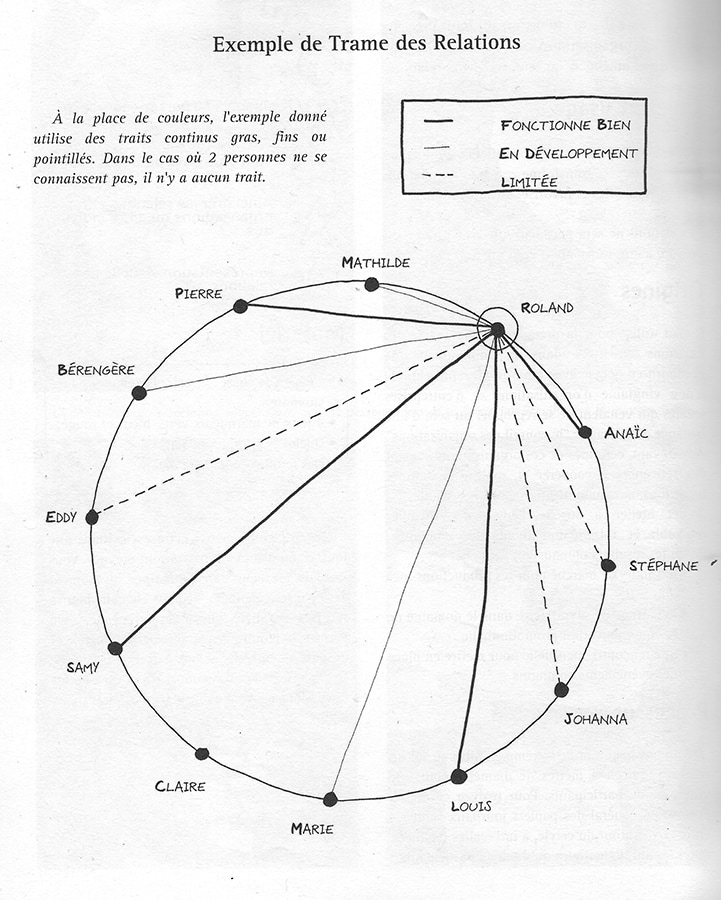 Exemple de Trame des Relations
À la place de couleurs, l'exemple donné
utilise des traits continus gras, fins ou
pointillés. Dans le cas où 2 personnes ne se
connaissent pas, il n'y a aucun trait.
FONCTIONNE BIEN
EN DÉVELOPPEMENT
LIMITÉE
MATHILDE
PIERRE
ROLAND
BÉRENGÈRE
ANAÏC
EDDY
STÉPHANE
SAMY
JOHANNA
CLAIRE
LOUIS
MARIE